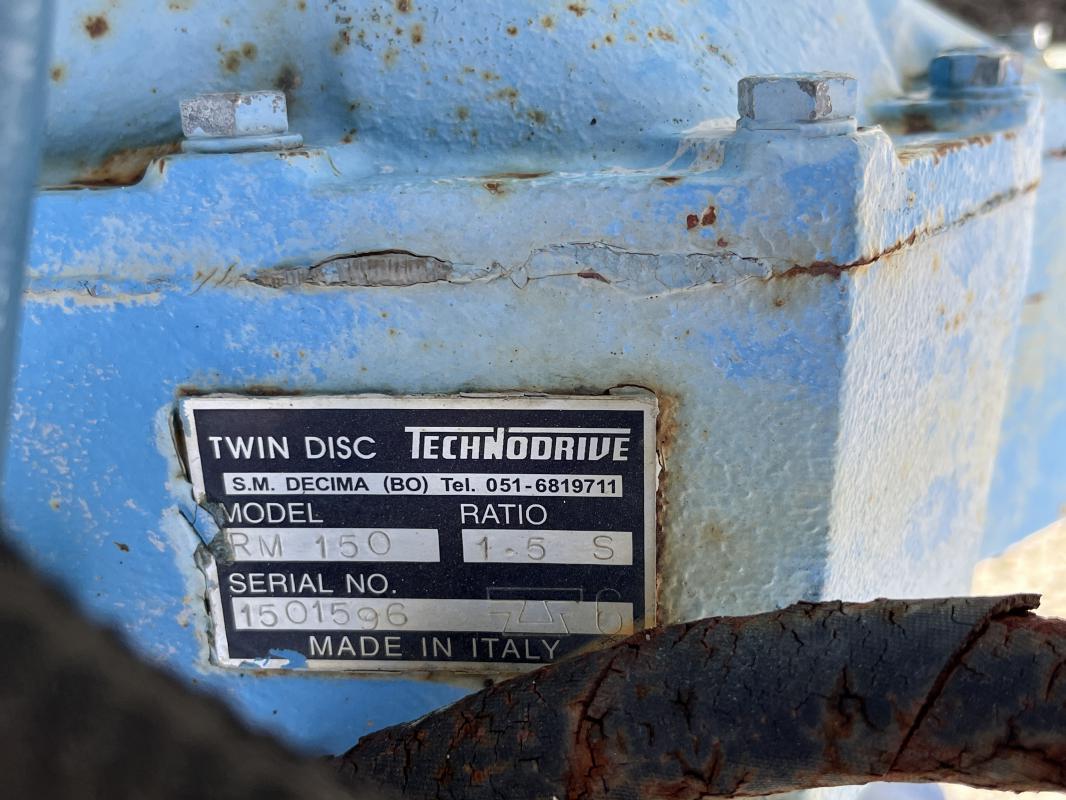 TWIN DISC TECHNODRIVE
S.M. DECIMA (BO) Tel. 051-6819711
MODEL RATIO
RM 150 1.5 S
SERIAL NO.
1501596 6
MADE IN ITALY